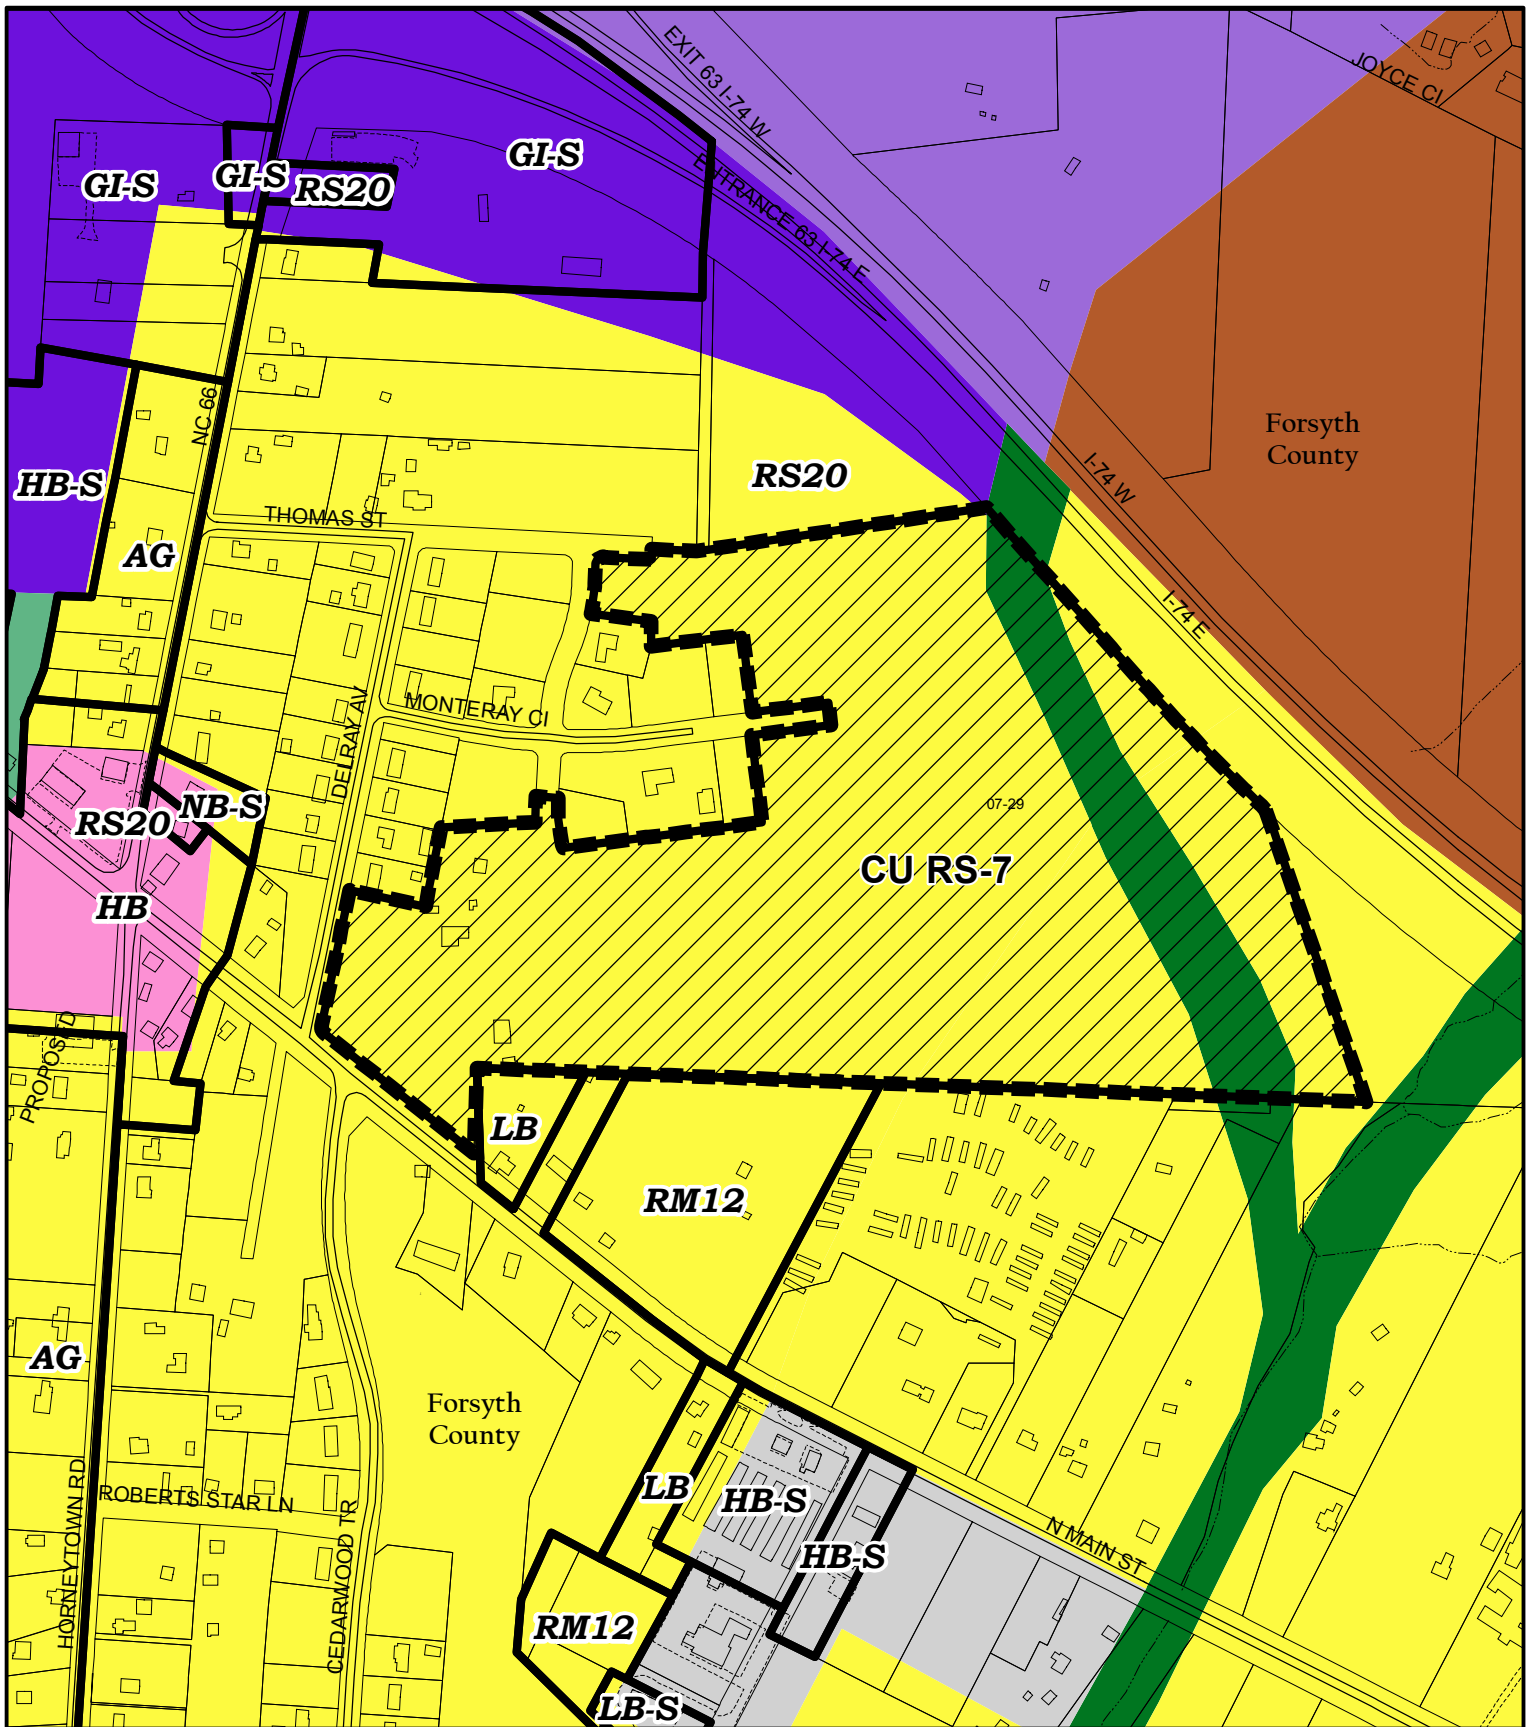 EXIT 63 I-74 W
JOYCE CI
GI-S
GI-S
GI-S
RS20
ENTRANCE 63 I-74 E
NC 66
Forsyth
County
I-74 W
HB-S
RS20
THOMAS ST
AG
I-74 E
MONTERAY CI
DELRAY AV
NB-S
RS20
07-29
CU RS-7
HB
PROPOSED
LB
RM12
AG
Forsyth
County
ROBERTS STAR LN
LB
HB-S
HB-S
N MAIN ST
HORNEYTOWN RD
CEDARWOOD TR
RM12
LB-S